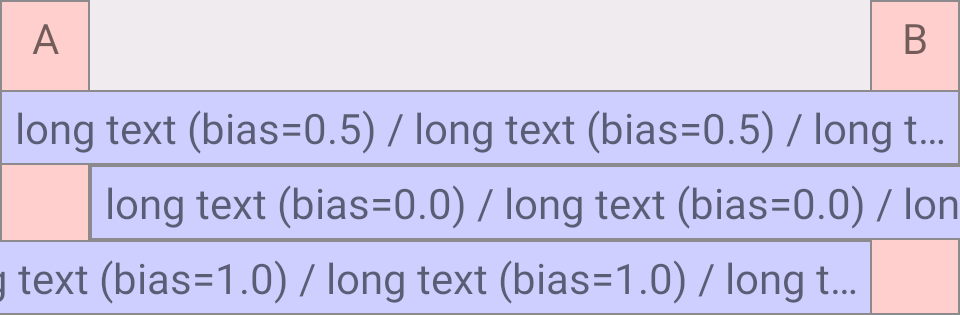 A B
long text (bias=0.5) / long text (bias=0.5) / long t…
long text (bias=0.0) / long text (bias=0.0) / lon
g text (bias=1.0) / long text (bias=1.0) / long t…